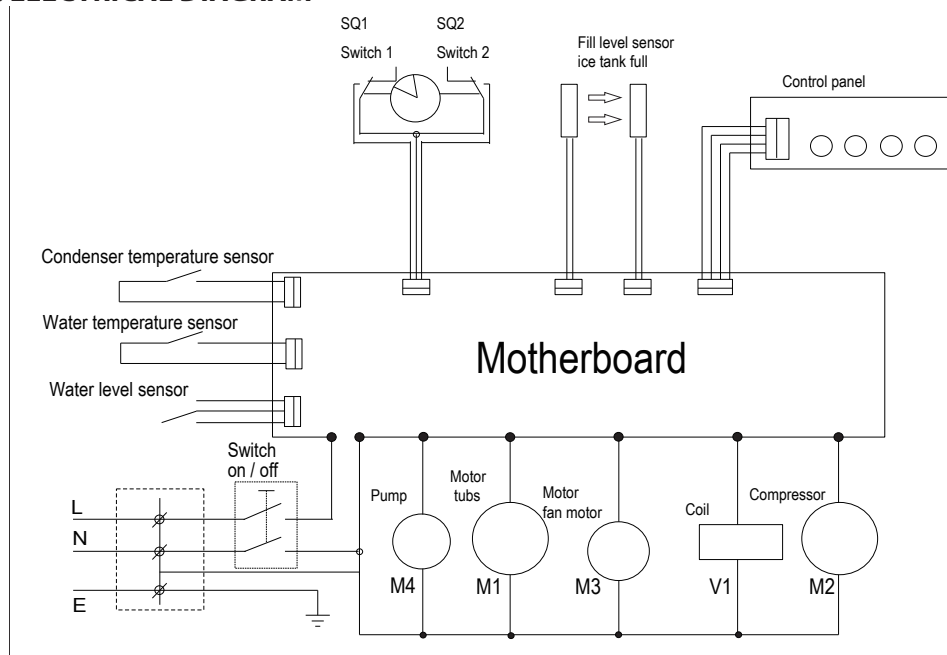 ELECTRICAL DIAGRAM
SQ1
Switch 1
SQ2
Switch 2
Fill level sensor
ice tank full
Control panel
Condenser temperature sensor
Water temperature sensor
Water level sensor
Motherboard
Switch
on / off
L
N
E
Pump
M4
Motor
tubs
M1
Motor
fan motor
M3
Coil
V1
Compressor
M2